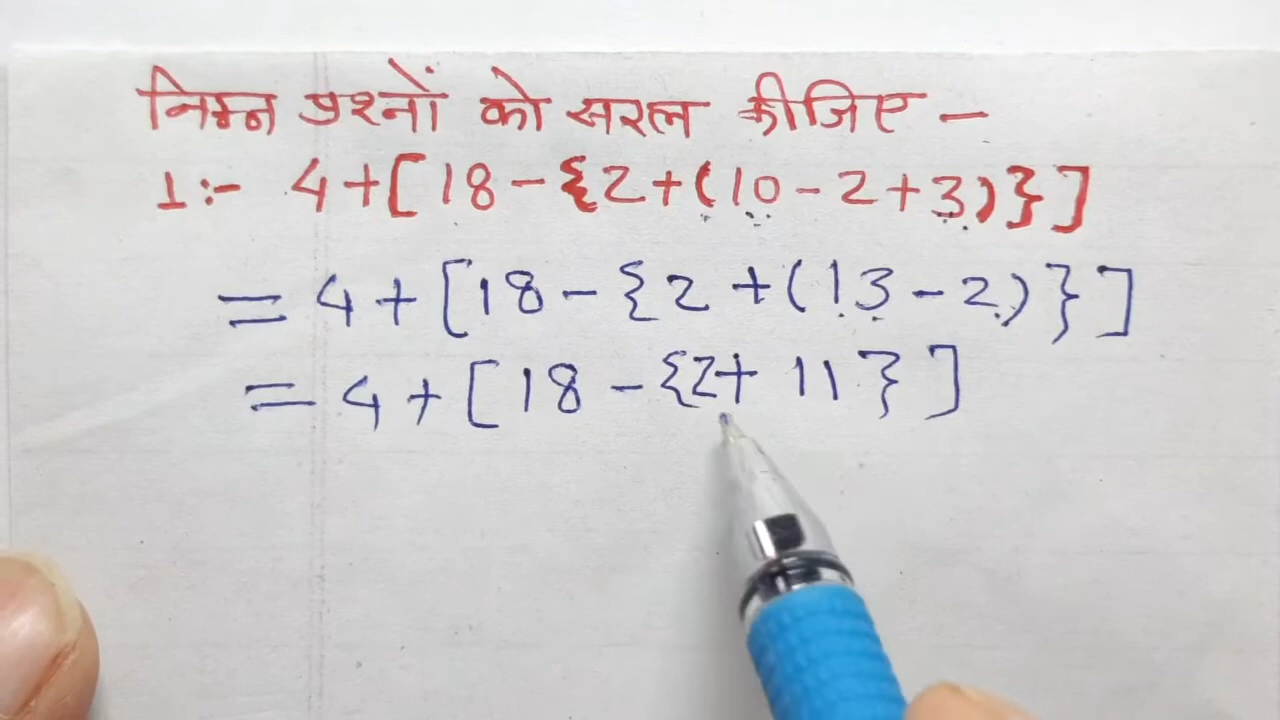 निम्न प्रश्नों को सरल कीजिए -
1:- 4+[18-{2+(10-2+3)}]
=4+[18-{2+(13-2)}]
=4+[18-{2+11}]